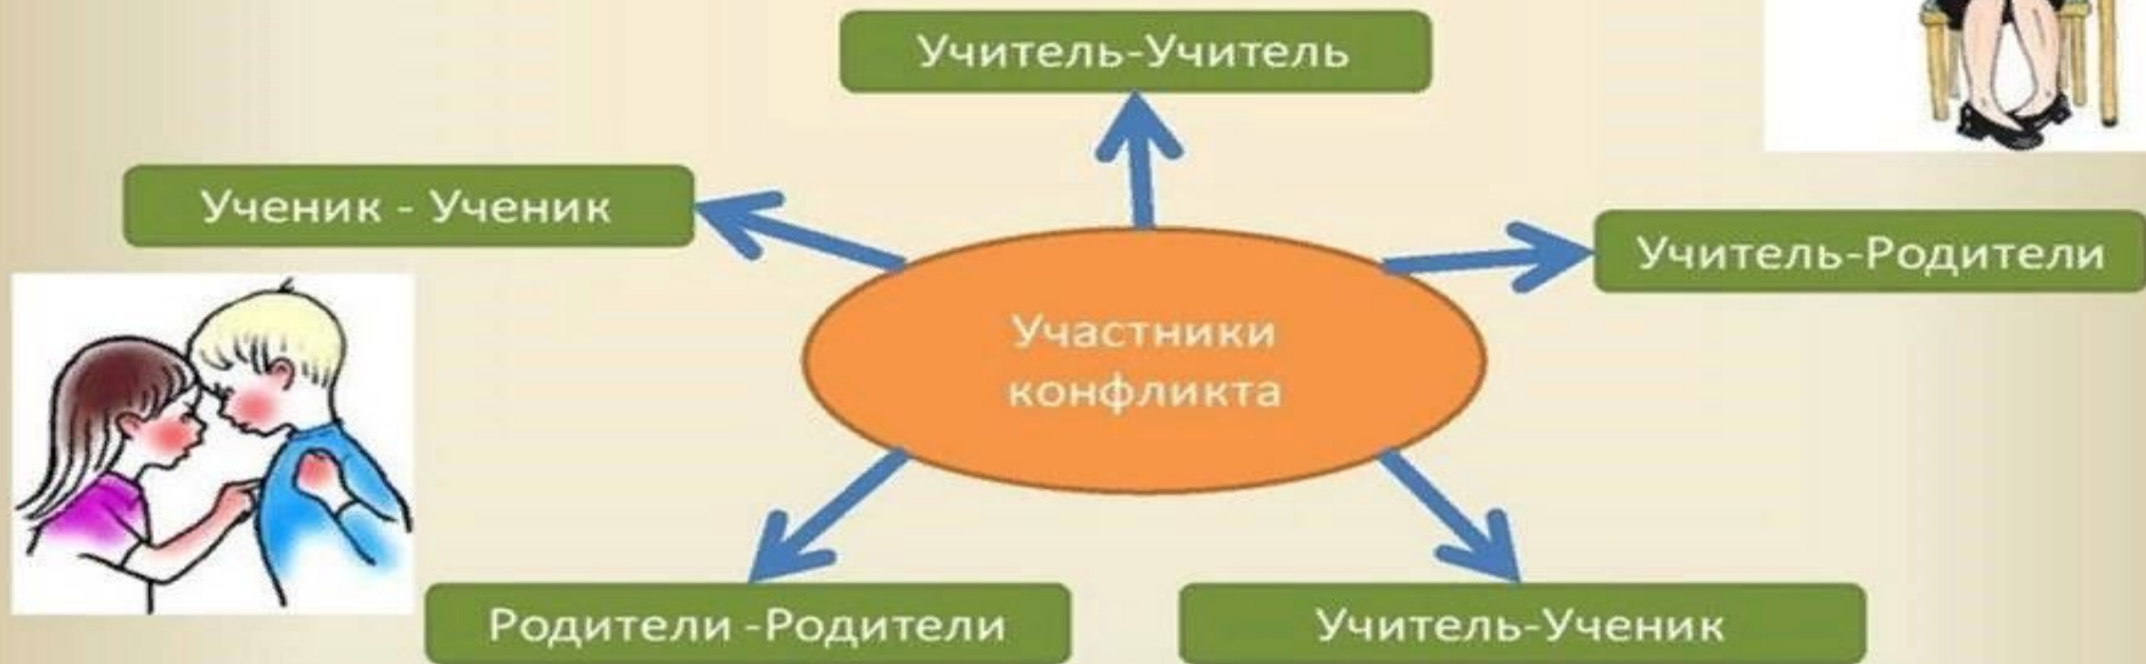 Учитель-Учитель
Ученик - Ученик
Учитель-Родители
Участники
конфликта
Родители -Родители
Учитель-Ученик